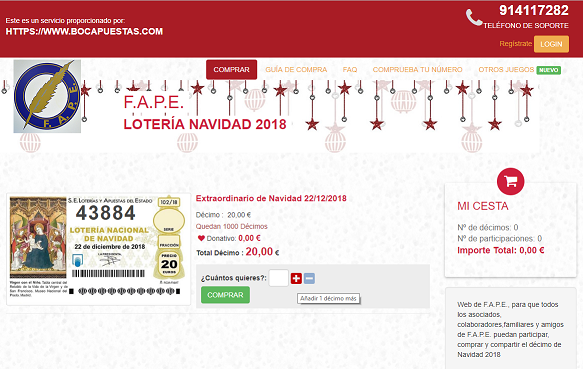 Este es un servicio proporcionado por:
HTTPS://WWW.BOCAPUESTAS.COM
914117282
TELÉFONO DE SOPORTE
Regístrate LOGIN
COMPRAR GUÍA DE COMPRA FAQ COMPRUEBA TU NÚMERO OTROS JUEGOS NUEVO
F.A.P.E.
F.A.P.E.
LOTERÍA NAVIDAD 2018
S.E. LOTERÍAS Y APUESTAS DEL ESTADO
102/18
43884
SERIE
LOTERÍA NACIONAL
DE NAVIDAD
FRACCIÓN
22 de diciembre de 2018
PRECIO
20
EUROS
Extraordinario de Navidad 22/12/2018
Décimo : 20,00 €
Quedan 1000 Décimos
Donativo: 0,00 €
Total Décimo : 20,00 €
¿Cuántos quieres?:
COMPRAR
Añadir 1 décimo más
MI CESTA
Nº de décimos: 0
Nº de participaciones: 0
Importe Total: 0,00 €
Web de F.A.P.E., para que todos
los asociados,
colaboradores,familiares y amigos
de F.A.P.E. puedan participar,
comprar y compartir el décimo de
Navidad 2018